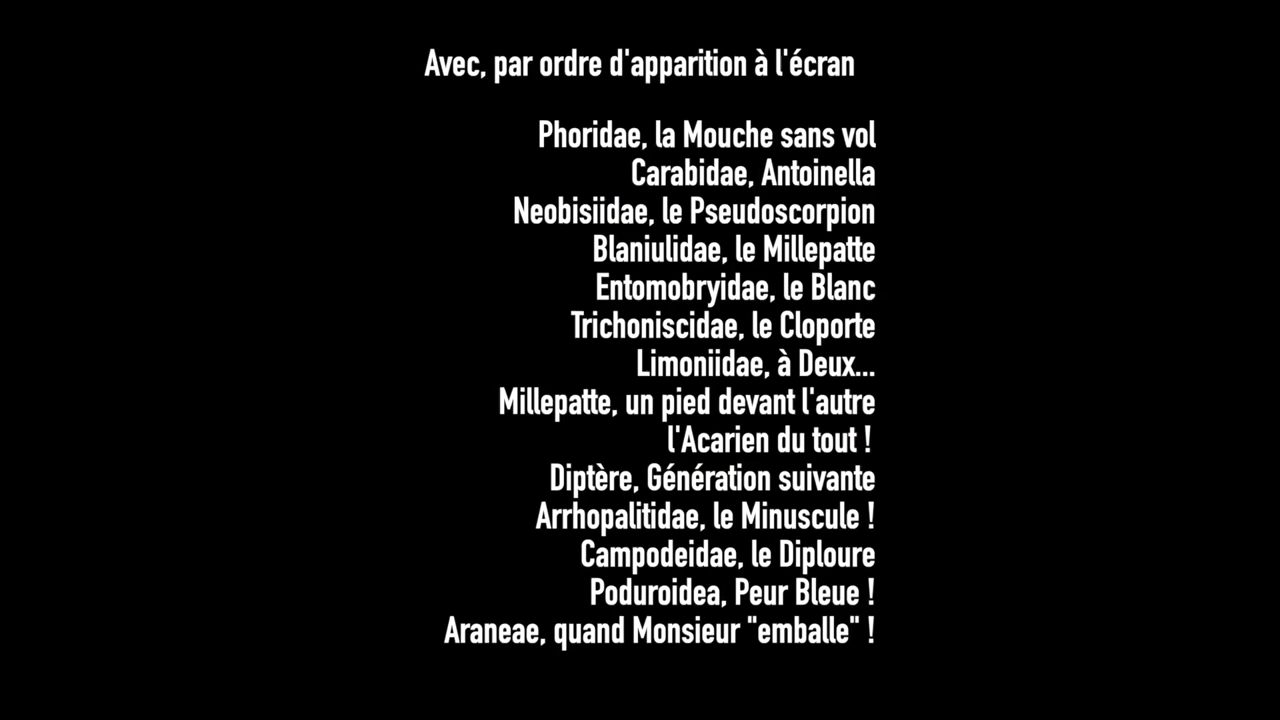 Avec, par ordre d'apparition à l'écran
Phoridae, la Mouche sans vol
Carabidae, Antoinella
Neobisiidae, le Pseudoscorpion
Blaniulidae, le Millepatte
Entomobryidae, le Blanc
Trichoniscidae, le Cloporte
Limoniidae, à Deux...
Millepatte, un pied devant l'autre
l'Acarien du tout !
Diptère, Génération suivante
Arrhopalitidae, le Minuscule !
Campodeidae, le Diploure
Poduroidea, Peur Bleue !
Araneae, quand Monsieur "emballe" !